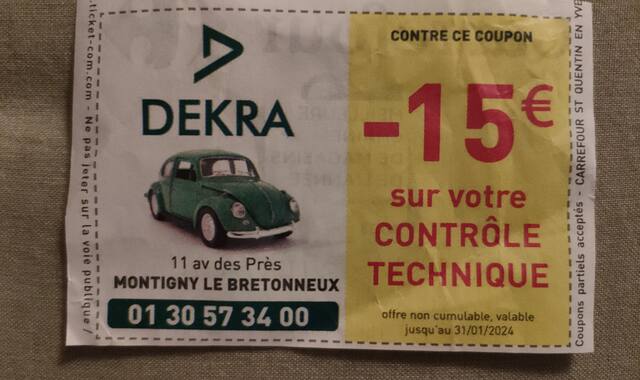 DEKRA
11 av des Près
MONTIGNY LE BRETONNEUX
01 30 57 34 00
CONTRE CE COUPON
-15€
sur votre
CONTRÔLE
TECHNIQUE
offre non cumulable, valable
jusqu'au 31/01/2024
ticket-com.com - Ne pas jeter sur la voie publique /
Coupons partiels acceptés - CARREFOUR ST QUENTIN EN YVE